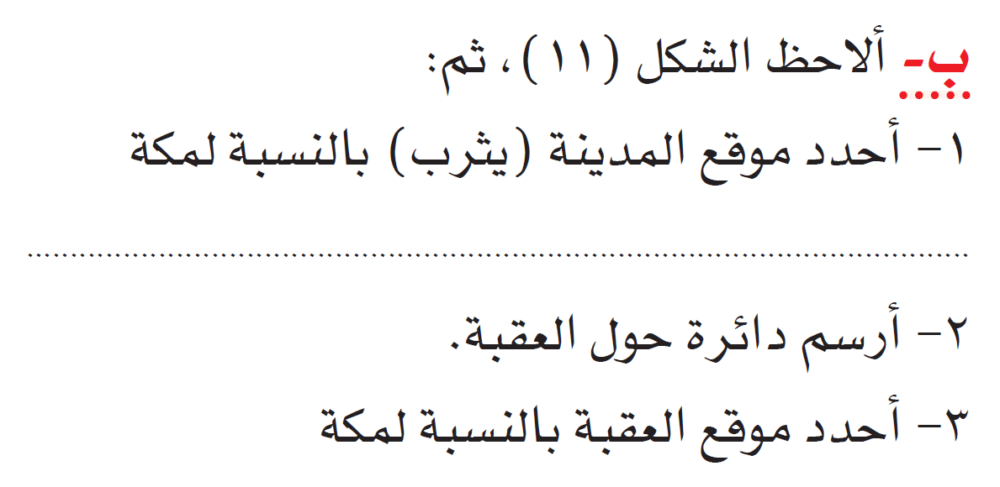 ب- ألاحظ الشكل (١١)، ثم:
١- أحدد موقع المدينة (يثرب) بالنسبة لمكة
................................................................................
٢- أرسم دائرة حول العقبة.
٣- أحدد موقع العقبة بالنسبة لمكة